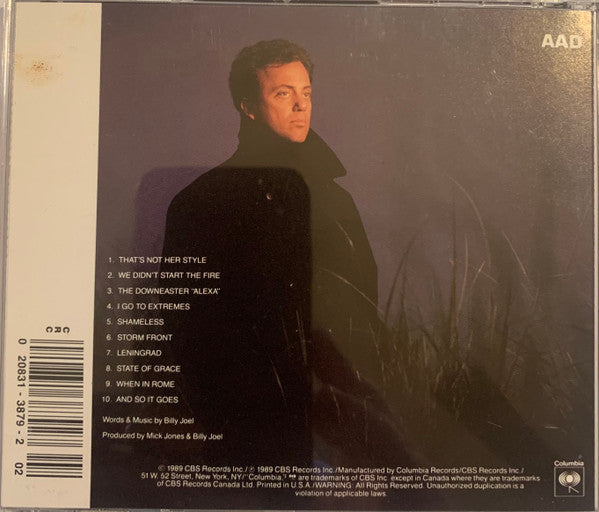 AAD
1. THAT'S NOT HER STYLE
2. WE DIDN'T START THE FIRE
3. THE DOWNEASTER "ALEXA"
4. I GO TO EXTREMES
5. SHAMELESS
6. STORM FRONT
7. LENINGRAD
8. STATE OF GRACE
9. WHEN IN ROME
10 AND SO IT GOES
Words & Music by Billy Joel
Produced by Mick Jones & Billy Joel
CRC
0 20831-3879-2 02
Columbia
© 1989 CBS Records Inc./℗ 1989 CBS Records Inc./Manufactured by Columbia Records/CBS Records Inc./
51 W. 52 Street, New York, NY/"Columbia," are trademarks of CBS Inc. except in Canada where they are trademarks
of CBS Records Canada Ltd. Printed in U.S.A./WARNING: All Rights Reserved. Unauthorized duplication is a
violation of applicable laws.